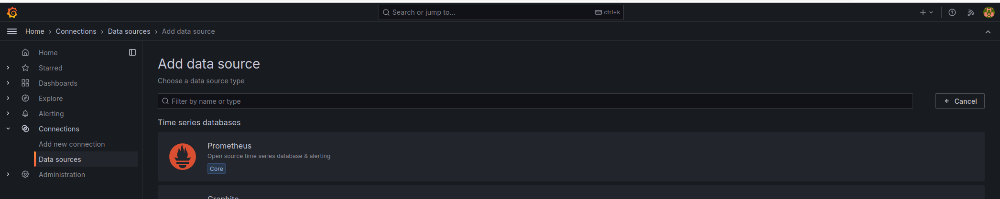 Search or jump to... ctrl+k
Home › Connections › Data sources › Add data source
Home
Starred
Dashboards
Explore
Alerting
Connections
Add new connection
Data sources
Administration
Add data source
Choose a data source type
Filter by name or type
Cancel
Time series databases
Prometheus
Open source time series database & alerting
Core
Graphite